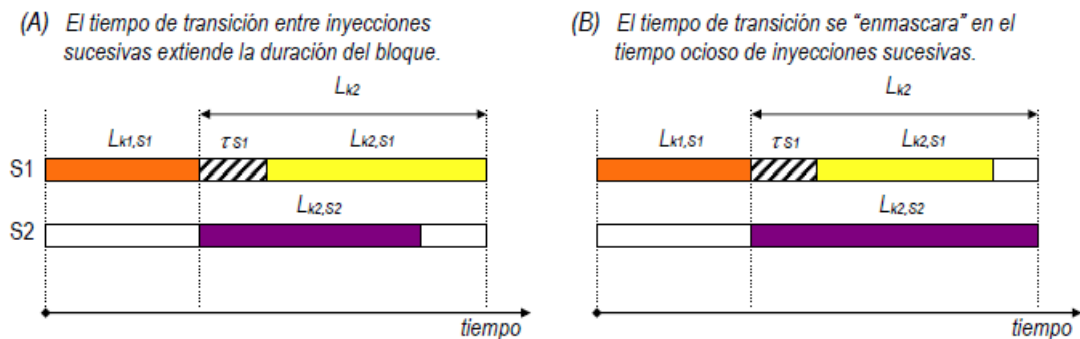 (A) El tiempo de transición entre inyecciones
sucesivas extiende la duración del bloque.
Lk2
Lk1,S1 τS1 Lk2,S1
S1
Lk2,S2
S2
tiempo
(B) El tiempo de transición se “enmascara” en el
tiempo ocioso de inyecciones sucesivas.
Lk2
Lk1,S1 τS1 Lk2,S1
Lk2,S2
tiempo